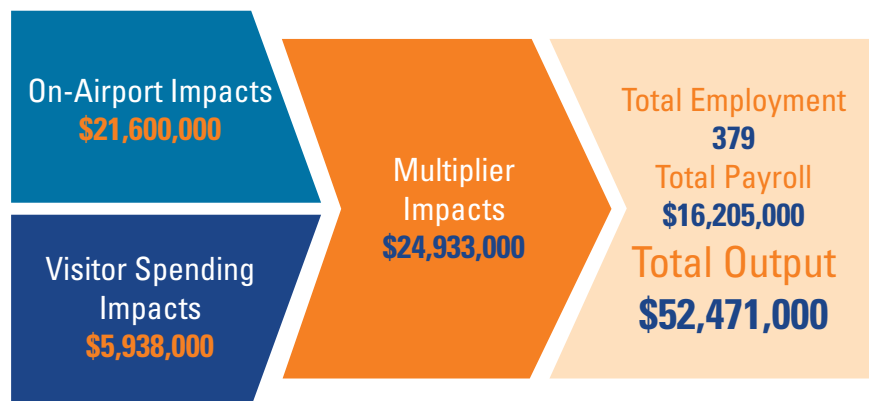 On-Airport Impacts
$21,600,000
Visitor Spending
Impacts
$5,938,000
Multiplier
Impacts
$24,933,000
Total Employment
379
Total Payroll
$16,205,000
Total Output
$52,471,000